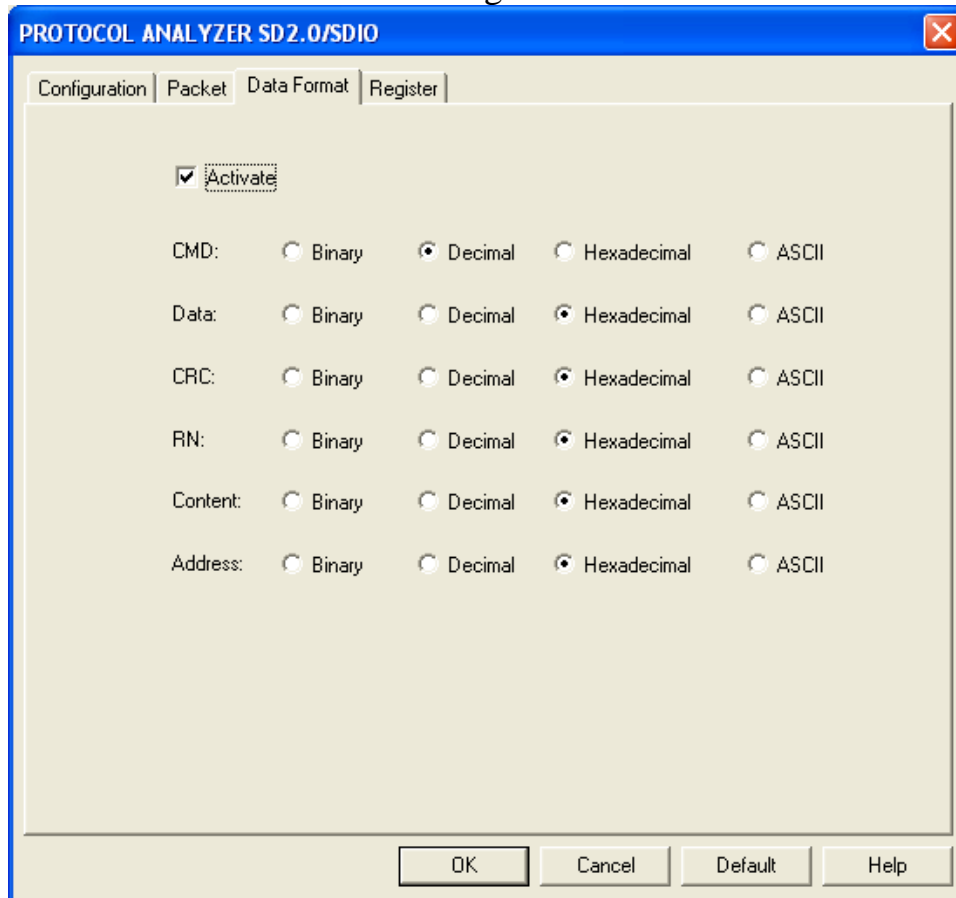 PROTOCOL ANALYZER SD2.0/SDIO
Configuration Packet Data Format Register
Activate
CMD: Binary Decimal Hexadecimal ASCII
Data: Binary Decimal Hexadecimal ASCII
CRC: Binary Decimal Hexadecimal ASCII
RN: Binary Decimal Hexadecimal ASCII
Content: Binary Decimal Hexadecimal ASCII
Address: Binary Decimal Hexadecimal ASCII
OK Cancel Default Help